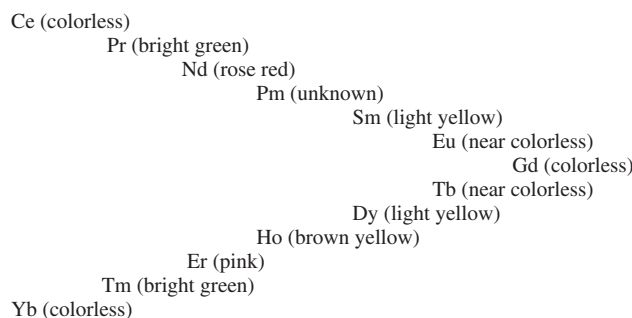 Ce (colorless)
Pr (bright green)
Nd (rose red)
Pm (unknown)
Sm (light yellow)
Eu (near colorless)
Gd (colorless)
Tb (near colorless)
Dy (light yellow)
Ho (brown yellow)
Er (pink)
Tm (bright green)
Yb (colorless)